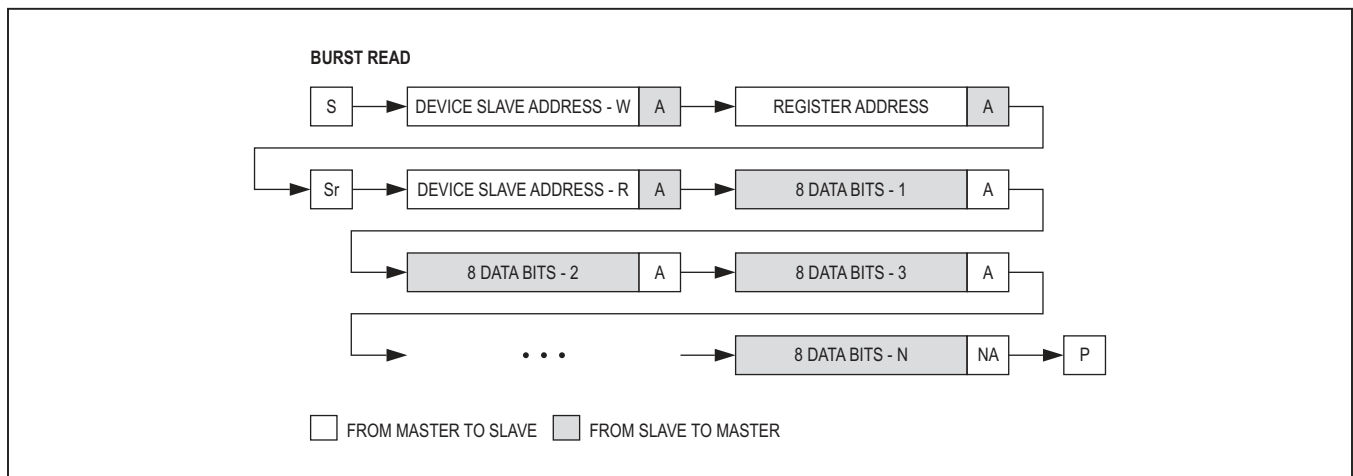 BURST READ
S DEVICE SLAVE ADDRESS - W A REGISTER ADDRESS A
Sr DEVICE SLAVE ADDRESS - R A 8 DATA BITS - 1 A
8 DATA BITS - 2 A 8 DATA BITS - 3 A
• • • 8 DATA BITS - N NA P
FROM MASTER TO SLAVE FROM SLAVE TO MASTER